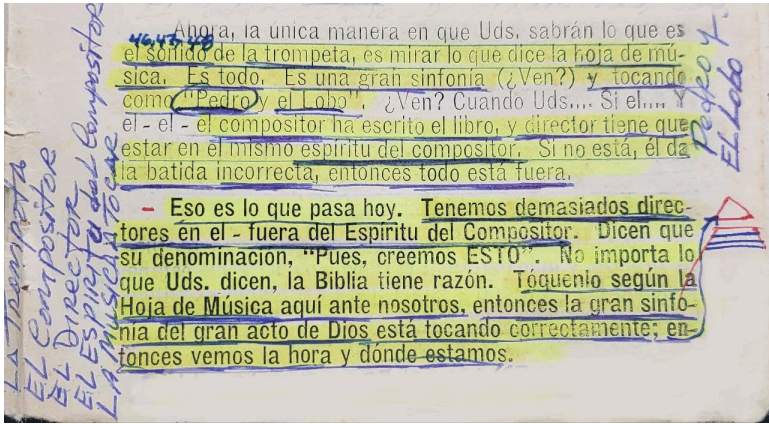 Ahora, la única manera en que Uds. sabrán lo que es
46,47,48
el sonido de la trompeta, es mirar lo que dice la hoja de mú-
sica. Es todo. Es una gran sinfonía (¿Ven?) y tocando
como "Pedro y el Lobo". ¿Ven? Cuando Uds.... Si el.... Y
el - el - el compositor ha escrito el libro, y director tiene que
estar en el mismo espíritu del compositor. Si no está, él da
la batida incorrecta, entonces todo está fuera.
Eso es lo que pasa hoy. Tenemos demasiados direc-
tores en el - fuera del Espíritu del Compositor. Dicen que
su denominación, "Pues, creemos ESTO". No importa lo
que Uds. dicen, la Biblia tiene razón. Tóquenlo según la
Hoja de Música aquí ante nosotros, entonces la gran sinfo-
nía del gran acto de Dios está tocando correctamente; en-
tonces vemos la hora y dónde estamos.
LA TROMPETA
EL COMPOSITOR
EL DIRECTOR
EL ESPIRITU del COMPOSITOR
LA MUSICA A TOCAR
Pedro Y
EL LOBO